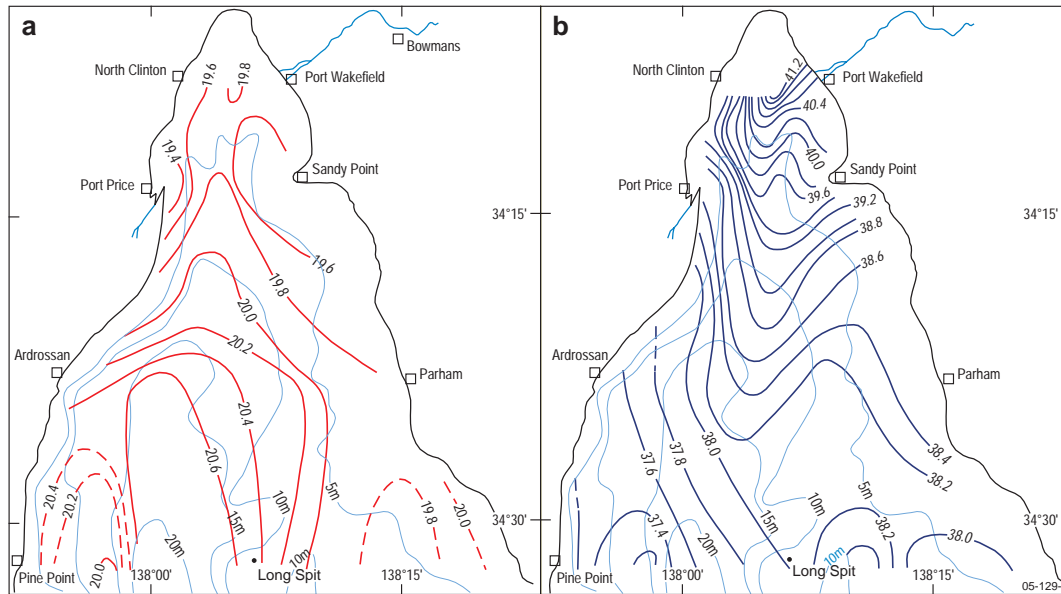 a
Bowmans
North Clinton
19.6
19.8
Port Wakefield
19.4
Sandy Point
Port Price
34°15'
19.6
19.8
20.0
20.2
Ardrossan
Parham
20.4
20.6
20.4
20.2
10m
5m
15m
19.8
20.0
34°30'
20m
20.0
10m
Pine Point
Long Spit
138°00'
138°15'
b
Bowmans
North Clinton
41.2
Port Wakefield
40.4
40.0
Sandy Point
Port Price
39.6
39.2
34°15'
38.8
38.6
Ardrossan
Parham
38.0
37.8
37.6
38.4
38.2
5m
10m
15m
34°30'
37.4
20m
38.2
38.0
10m
Pine Point
Long Spit
138°00'
138°15'
05-129-